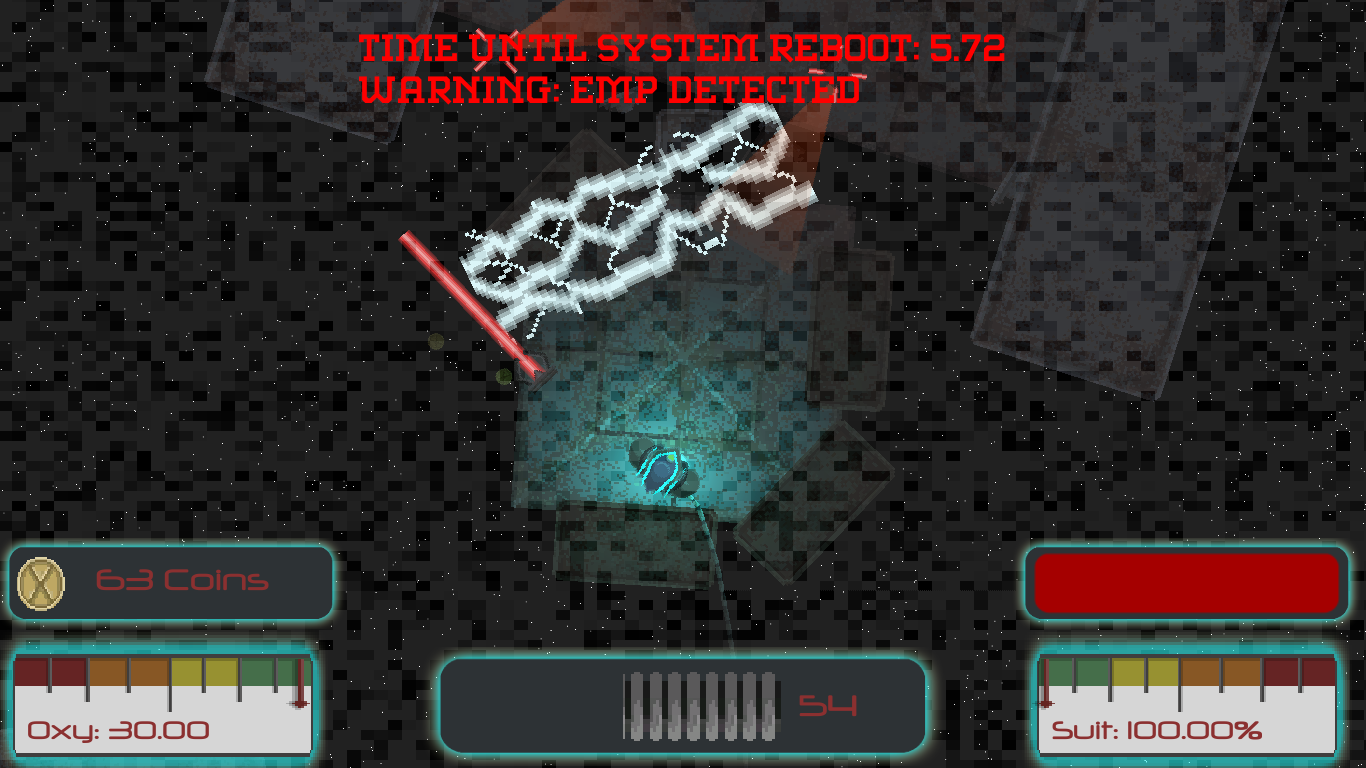 TIME UNTIL SYSTEM REBOOT: 5.72
WARNING: EMP DETECTED
63 Coins
Oxy: 30.00
54
Suit: 100.00%